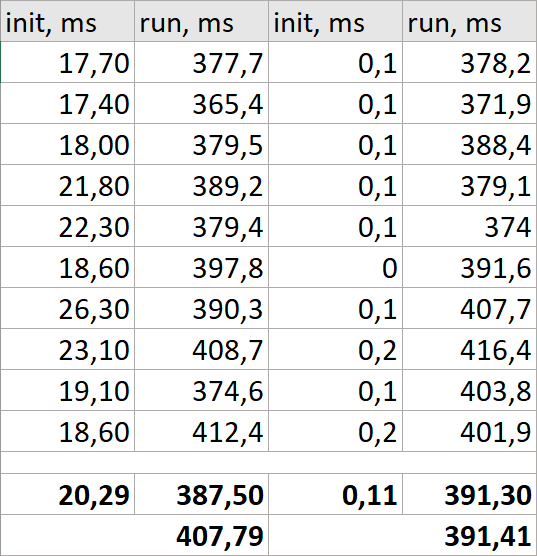 init, ms run, ms init, ms run, ms
17,70 377,7 0,1 378,2
17,40 365,4 0,1 371,9
18,00 379,5 0,1 388,4
21,80 389,2 0,1 379,1
22,30 379,4 0,1 374
18,60 397,8 0 391,6
26,30 390,3 0,1 407,7
23,10 408,7 0,2 416,4
19,10 374,6 0,1 403,8
18,60 412,4 0,2 401,9
20,29 387,50 0,11 391,30
407,79 391,41